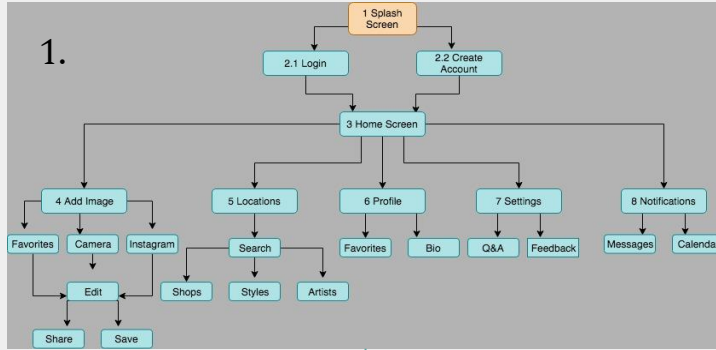 1.
1 Splash
Screen
2.1 Login
2.2 Create
Account
3 Home Screen
4 Add Image
5 Locations
6 Profile
7 Settings
8 Notifications
Favorites
Camera
Instagram
Search
Favorites
Bio
Q&A
Feedback
Messages
Calenda
Edit
Shops
Styles
Artists
Share
Save